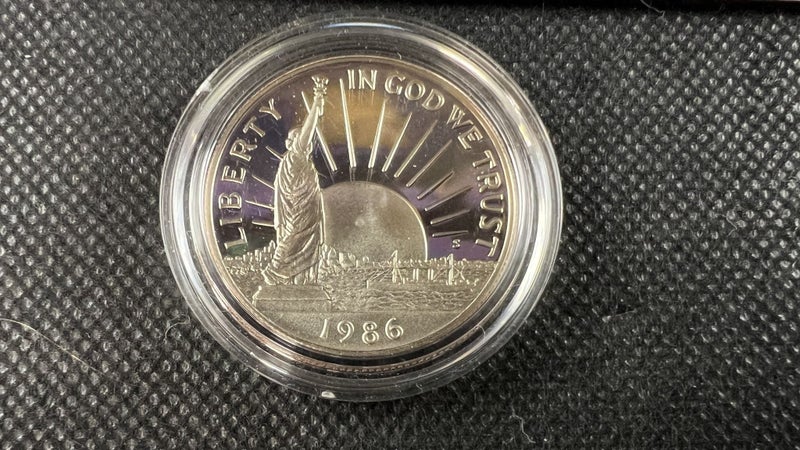 LIBERTY
IN GOD WE TRUST
S
1986